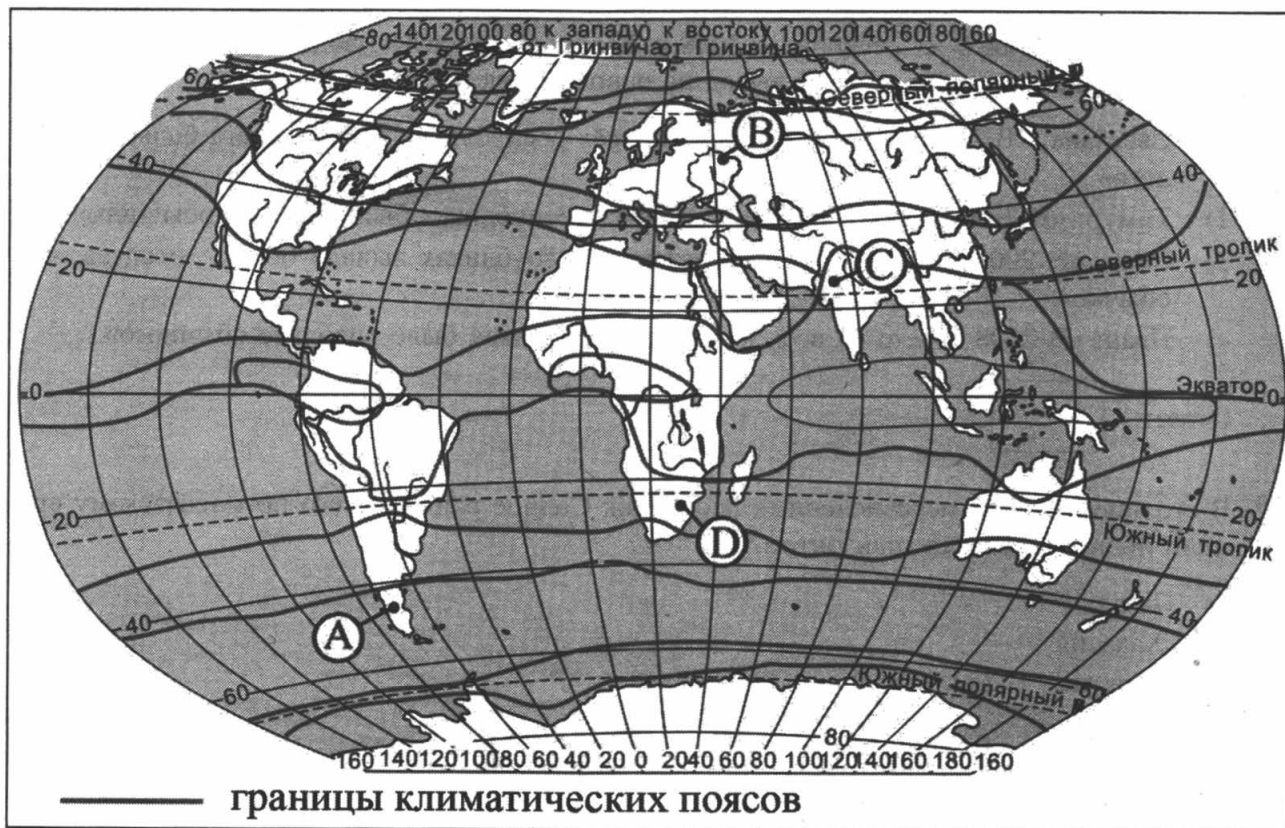 140 120 100 80 к западу 0 к востоку 100 120 140 160 180 160
80 от Гринвича от Гринвича
60 Северный полярный
60
B
40 40
C
Северный тропик
20 20
Экватор
0 0
20 20
Южный тропик
D
40 40
A
60 Южный полярный 60
80
160 140 120 100 80 60 40 20 0 20 40 60 80 100 120 140 160 180 160
границы климатических поясов